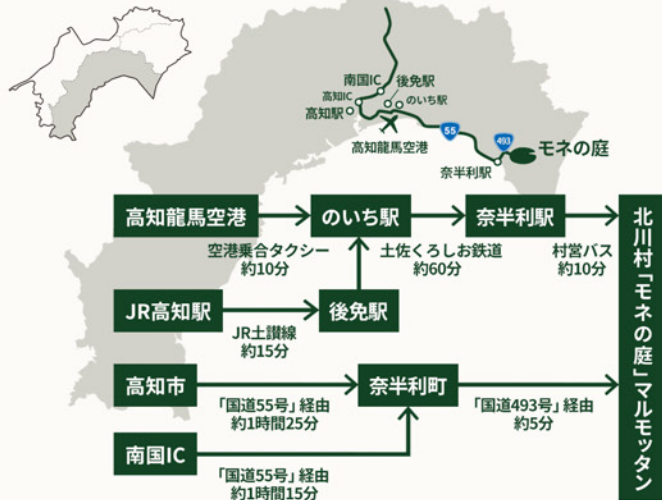 南国IC
後免駅
高知IC
のいち駅
高知駅
高知龍馬空港
55
493
モネの庭
奈半利駅
高知龍馬空港
のいち駅
奈半利駅
空港乗合タクシー
約10分
土佐くろしお鉄道
約60分
村営バス
約10分
JR高知駅
後免駅
JR土讃線
約15分
高知市
奈半利町
「国道55号」経由
約1時間25分
「国道493号」経由
約5分
南国IC
「国道55号」経由
約1時間15分
北川村「モネの庭」マルモッタン